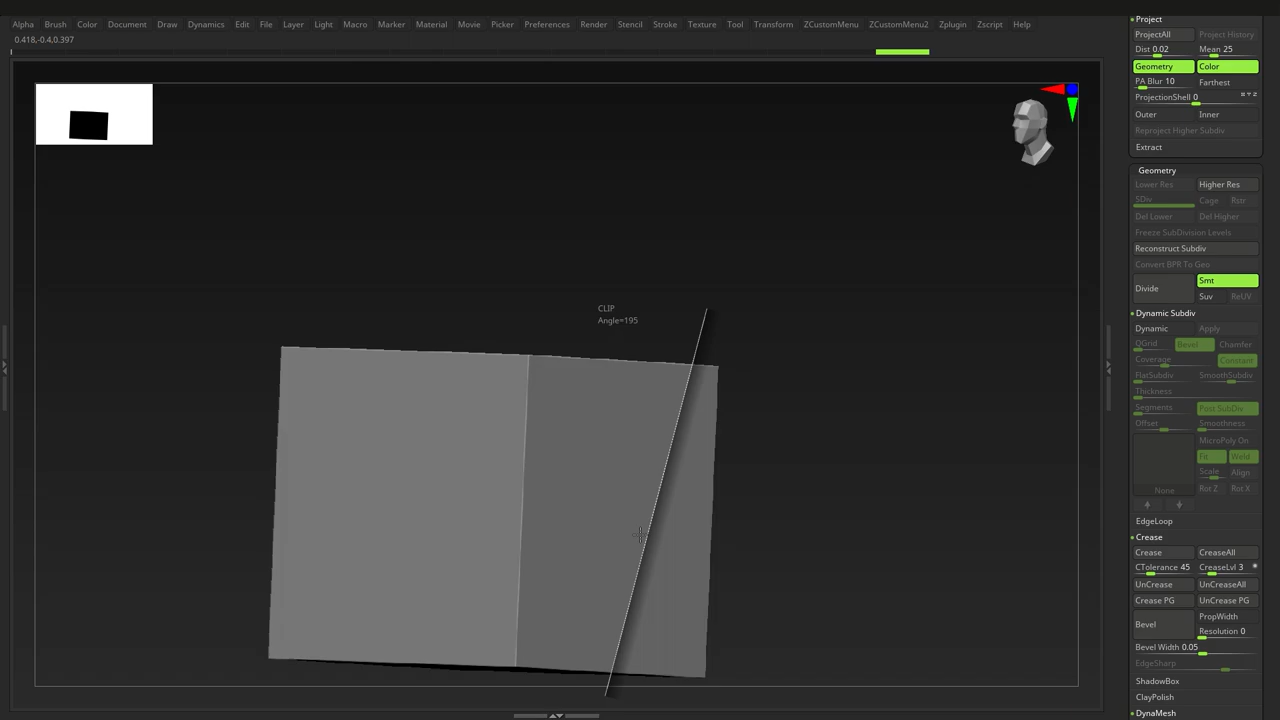 Alpha Brush Color Document Draw Dynamics Edit File Layer Light Macro Marker Material Movie Picker Preferences Render Stencil Stroke Texture Tool Transform ZCustomMenu ZCustomMenu2 Zplugin Zscript Help
0.418,-0.4,0.397
CLIP
Angle=195
Project
ProjectAll Project History
Dist 0.02 Mean 25
Geometry Color
PA Blur 10 Farthest
ProjectionShell 0
Outer Inner
Reproject Higher Subdiv
Extract
Geometry
Lower Res Higher Res
SDiv Cage Rstr
Del Lower Del Higher
Freeze SubDivision Levels
Reconstruct Subdiv
Convert BPR To Geo
Divide Smt
Suv ReUV
Dynamic Subdiv
Dynamic Apply
QGrid Bevel Chamfer
Coverage Constant
FlatSubdiv SmoothSubdiv
Thickness
Segments Post SubDiv
Offset Smoothness
MicroPoly On
Fit Weld
Scale Align
None Rot Z Rot X
EdgeLoop
Crease
Crease CreaseAll
CTolerance 45 CreaseLvl 3
UnCrease UnCreaseAll
Crease PG UnCrease PG
Bevel PropWidth
Resolution 0
Bevel Width 0.05
EdgeSharp
ShadowBox
ClayPolish
DynaMesh